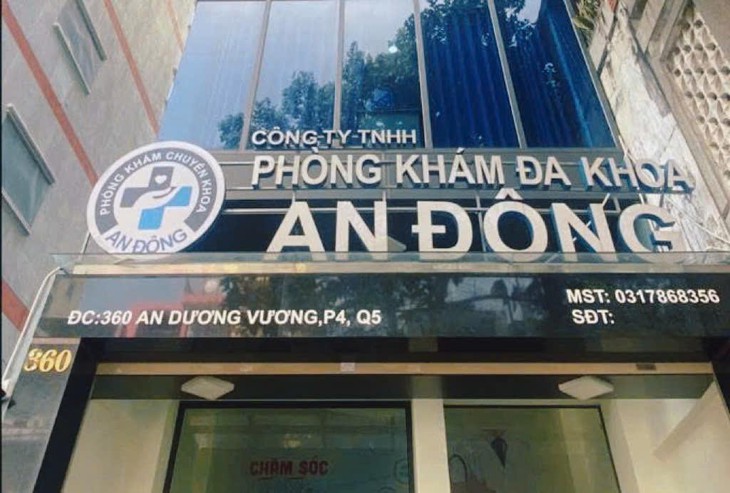 CÔNG TY TNHH
PHÒNG KHÁM ĐA KHOA
AN ĐÔNG
PHÒNG KHÁM CHUYÊN KHOA
AN ĐÔNG
ĐC:360 AN DƯƠNG VƯƠNG,P4, Q5
MST: 0317868356
SĐT:
360
CHĂM SÓC